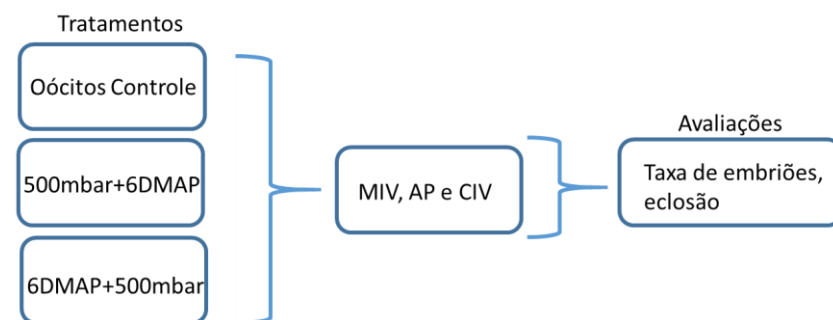 Tratamentos
Oócitos Controle
500mbar+6DMAP
6DMAP+500mbar
MIV, AP e CIV
Avaliações
Taxa de embriões,
eclosão